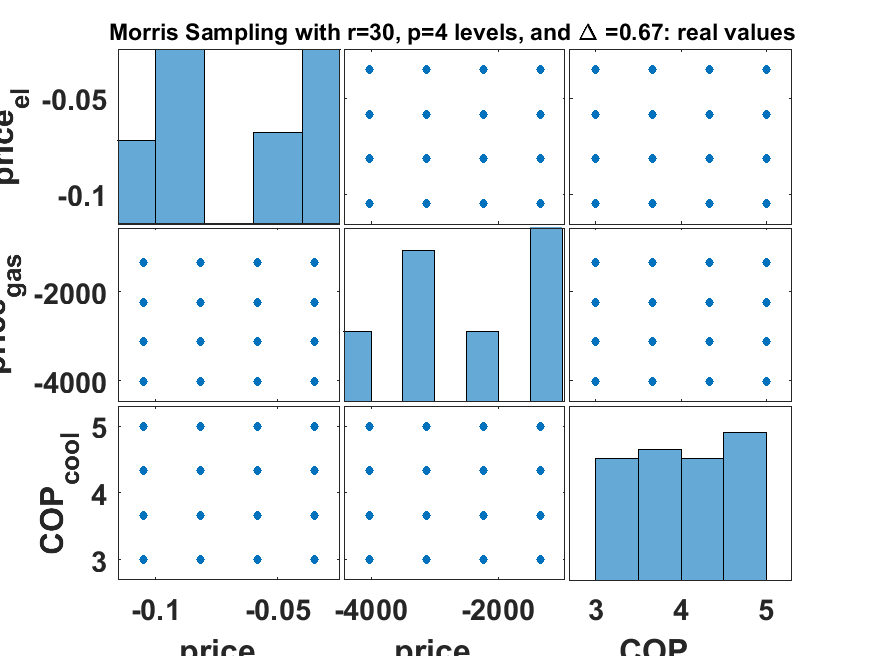 Morris Sampling with r=30, p=4 levels, and Δ =0.67: real values
price_el
-0.05
-0.1
gas
-2000
-4000
COP_cool
5
4
3
-0.1 -0.05 -4000 -2000 3 4 5
price price COP